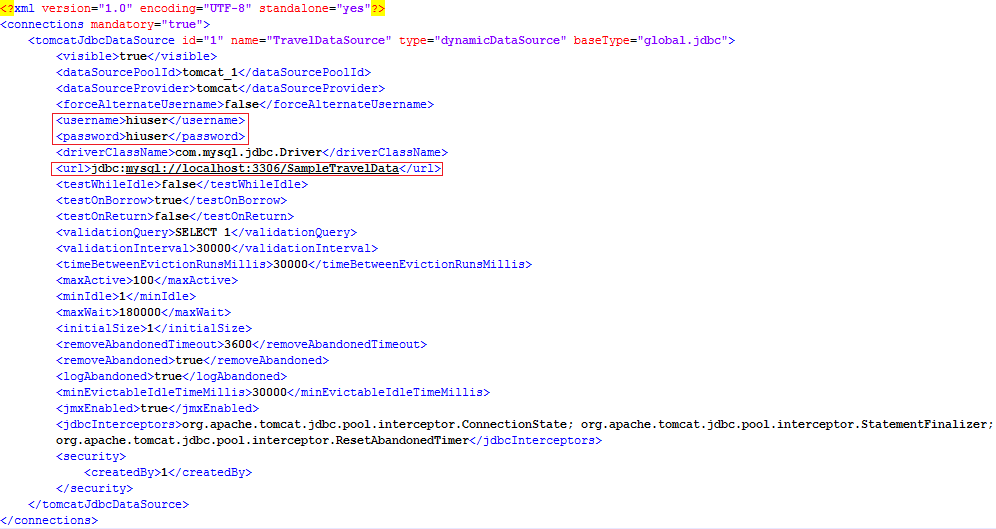 <?xml version="1.0" encoding="UTF-8" standalone="yes"?>
<connections mandatory="true">
<tomcatJdbcDataSource id="1" name="TravelDataSource" type="dynamicDataSource" baseType="global.jdbc">
<visible>true</visible>
<dataSourcePoolId>tomcat_1</dataSourcePoolId>
<dataSourceProvider>tomcat</dataSourceProvider>
<forceAlternateUsername>false</forceAlternateUsername>
<username>hiuser</username>
<password>hiuser</password>
<driverClassName>com.mysql.jdbc.Driver</driverClassName>
<url>jdbc:mysql://localhost:3306/SampleTravelData</url>
<testWhileIdle>false</testWhileIdle>
<testOnBorrow>true</testOnBorrow>
<testOnReturn>false</testOnReturn>
<validationQuery>SELECT 1</validationQuery>
<validationInterval>30000</validationInterval>
<timeBetweenEvictionRunsMillis>30000</timeBetweenEvictionRunsMillis>
<maxActive>100</maxActive>
<minIdle>1</minIdle>
<maxWait>180000</maxWait>
<initialSize>1</initialSize>
<removeAbandonedTimeout>3600</removeAbandonedTimeout>
<removeAbandoned>true</removeAbandoned>
<logAbandoned>true</logAbandoned>
<minEvictableIdleTimeMillis>30000</minEvictableIdleTimeMillis>
<jmxEnabled>true</jmxEnabled>
<jdbcInterceptors>org.apache.tomcat.jdbc.pool.interceptor.ConnectionState; org.apache.tomcat.jdbc.pool.interceptor.StatementFinalizer;
org.apache.tomcat.jdbc.pool.interceptor.ResetAbandonedTimer</jdbcInterceptors>
<security>
<createdBy>1</createdBy>
</security>
</tomcatJdbcDataSource>
</connections>